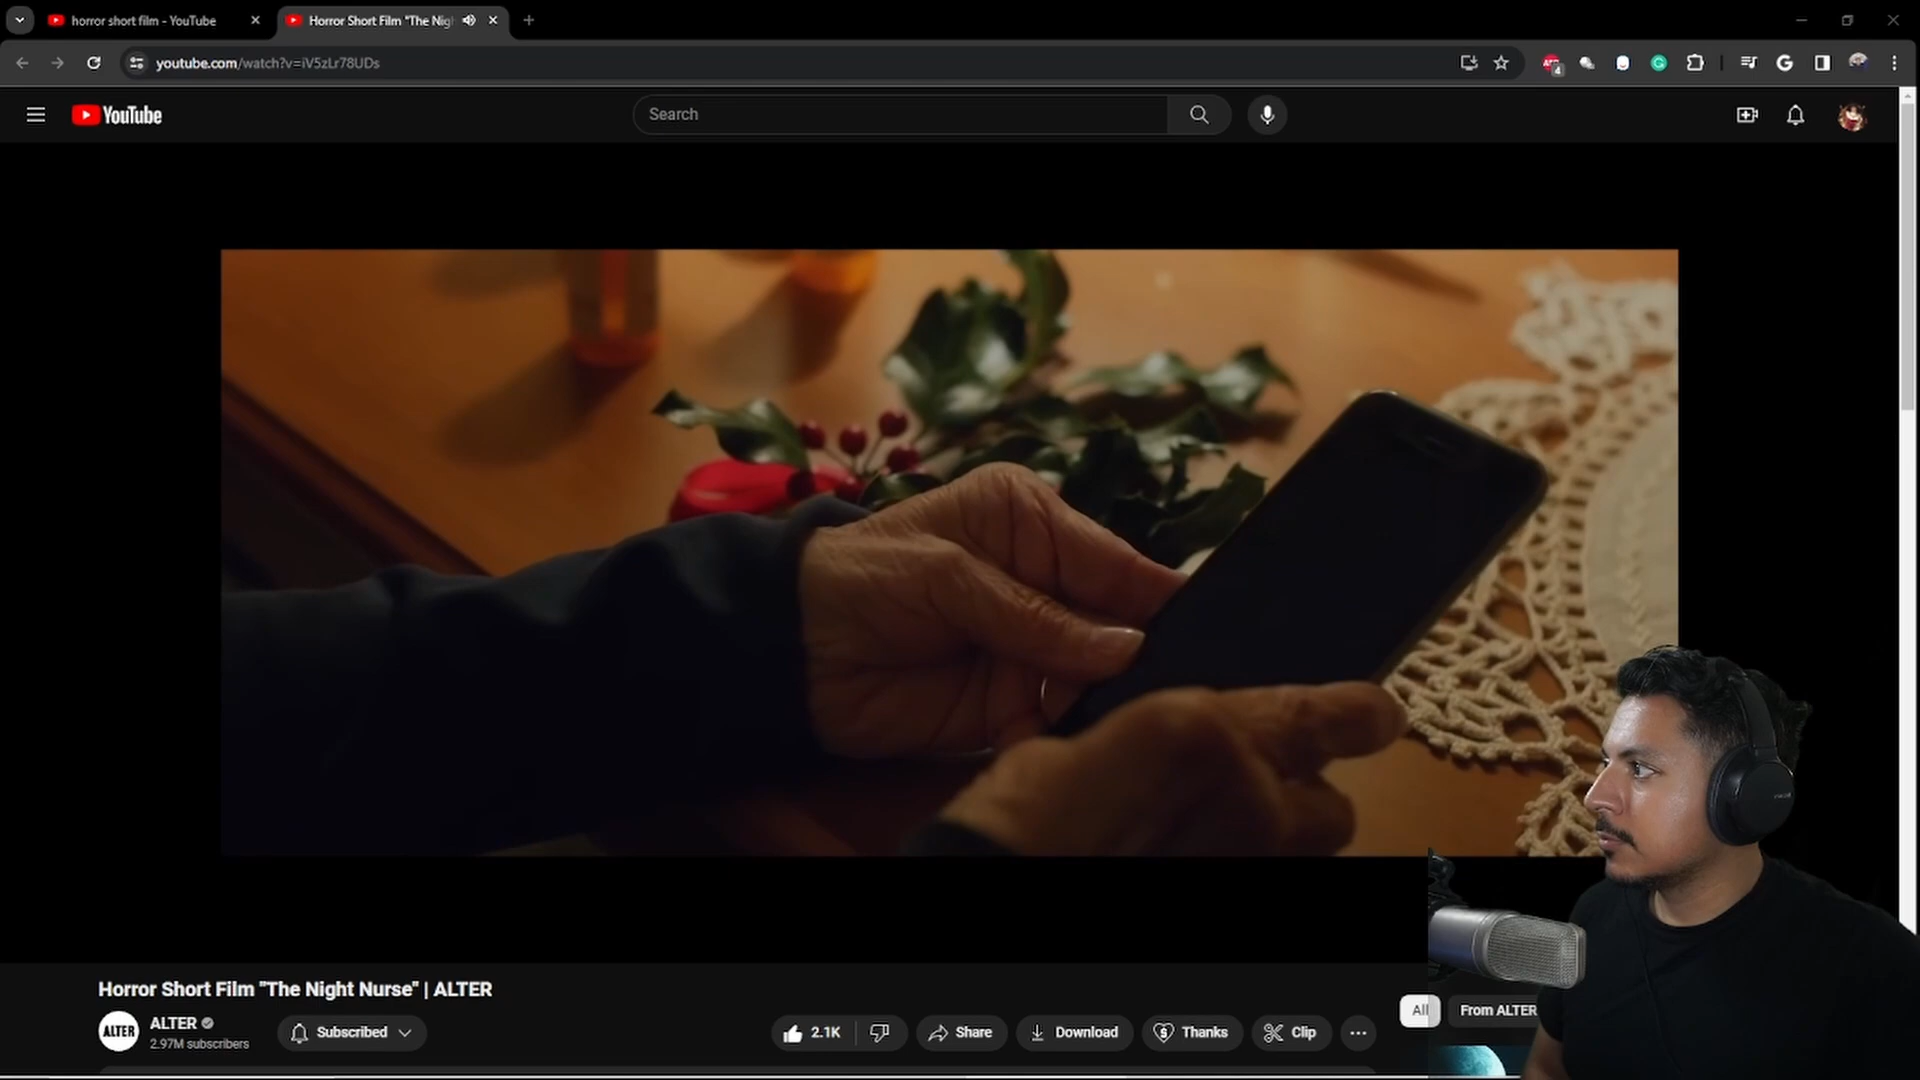 horror short film - YouTube
Horror Short Film "The Nig
youtube.com/watch?v=iV5zLr78UDs
4
YouTube
Search
Horror Short Film "The Night Nurse" | ALTER
ALTER
ALTER
2.97M subscribers
Subscribed
2.1K
Share
Download
Thanks
Clip
All
From ALTER